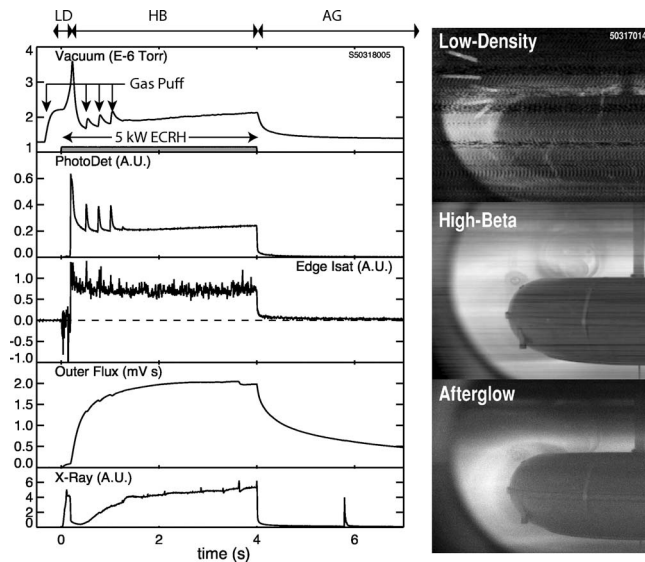 LD HB AG
Vacuum (E-6 Torr) S50318005
4
3
2
1
Gas Puff
5 kW ECRH
PhotoDet (A.U.)
0.6
0.4
0.2
0.0
Edge Isat (A.U.)
1.0
0.5
0.0
-0.5
-1.0
Outer Flux (mV s)
2.0
1.5
1.0
0.5
0.0
X-Ray (A.U.)
6
4
2
0
0 2 4 6
time (s)
Low-Density 50317014
High-Beta
Afterglow